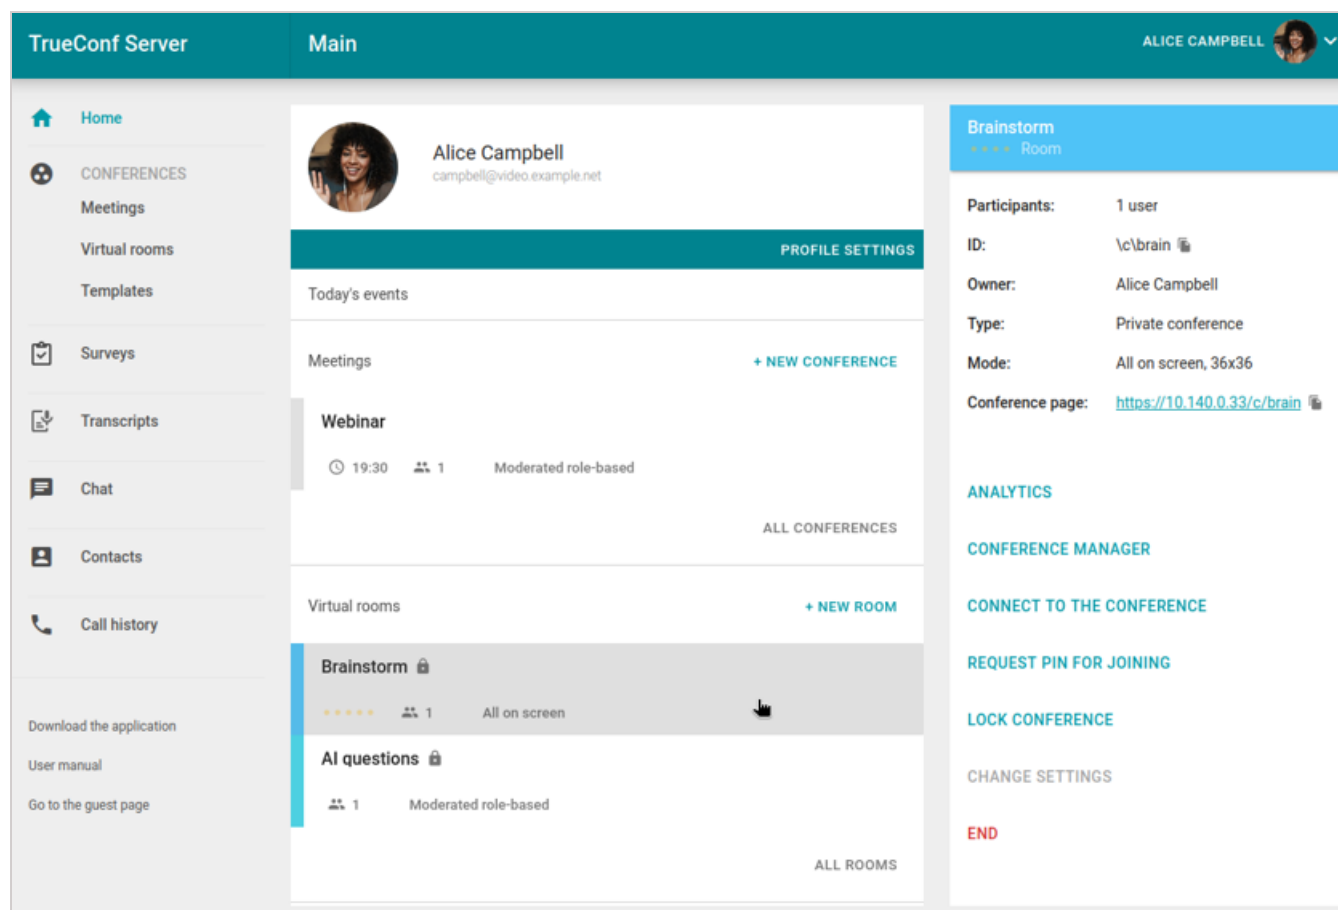 TrueConf Server
Main
ALICE CAMPBELL
Home
CONFERENCES
Meetings
Virtual rooms
Templates
Surveys
Transcripts
Chat
Contacts
Call history
Download the application
User manual
Go to the guest page
Alice Campbell
campbell@video.example.net
PROFILE SETTINGS
Today's events
Meetings
+ NEW CONFERENCE
Webinar
19:30 1 Moderated role-based
ALL CONFERENCES
Virtual rooms
+ NEW ROOM
Brainstorm
1 All on screen
AI questions
1 Moderated role-based
ALL ROOMS
Brainstorm
Room
Participants: 1 user
ID: \c\brain
Owner: Alice Campbell
Type: Private conference
Mode: All on screen, 36x36
Conference page: https://10.140.0.33/c/brain
ANALYTICS
CONFERENCE MANAGER
CONNECT TO THE CONFERENCE
REQUEST PIN FOR JOINING
LOCK CONFERENCE
CHANGE SETTINGS
END